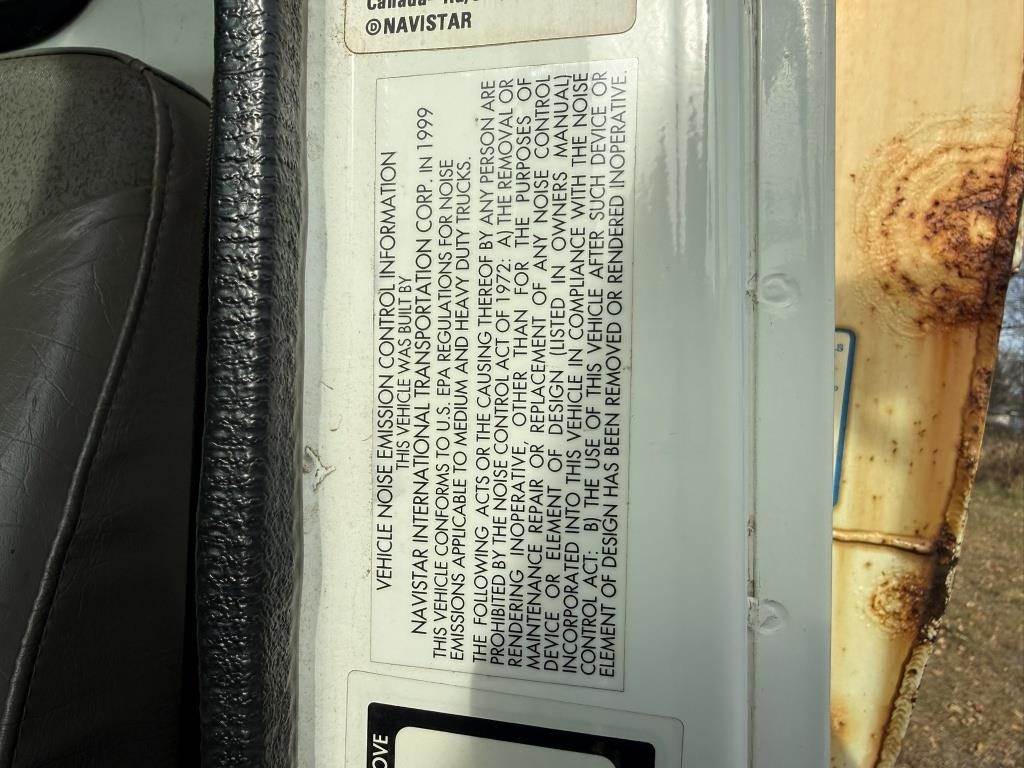 ©NAVISTAR
VEHICLE NOISE EMISSION CONTROL INFORMATION
THIS VEHICLE WAS BUILT BY
NAVISTAR INTERNATIONAL TRANSPORTATION CORP. IN 1999
THIS VEHICLE CONFORMS TO U.S. EPA REGULATIONS FOR NOISE
EMISSIONS APPLICABLE TO MEDIUM AND HEAVY DUTY TRUCKS.
THE FOLLOWING ACTS OR THE CAUSING THEREOF BY ANY PERSON ARE
PROHIBITED BY THE NOISE CONTROL ACT OF 1972: A) THE REMOVAL OR
RENDERING INOPERATIVE, OTHER THAN FOR THE PURPOSES OF
MAINTENANCE REPAIR OR REPLACEMENT OF ANY NOISE CONTROL
DEVICE OR ELEMENT OF DESIGN (LISTED IN OWNERS MANUAL)
INCORPORATED INTO THIS VEHICLE IN COMPLIANCE WITH THE NOISE
CONTROL ACT: B) THE USE OF THIS VEHICLE AFTER SUCH DEVICE OR
ELEMENT OF DESIGN HAS BEEN REMOVED OR RENDERED INOPERATIVE.